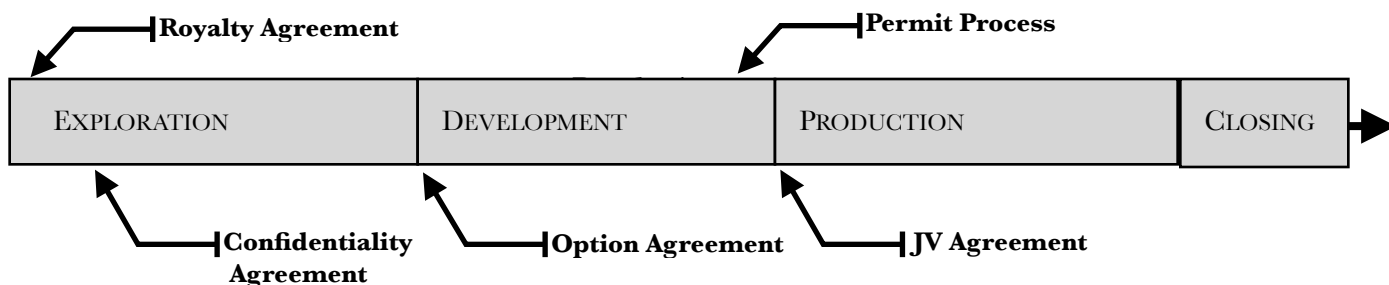 Royalty Agreement
Permit Process
EXPLORATION
DEVELOPMENT
PRODUCTION
CLOSING
Confidentiality
Agreement
Option Agreement
JV Agreement